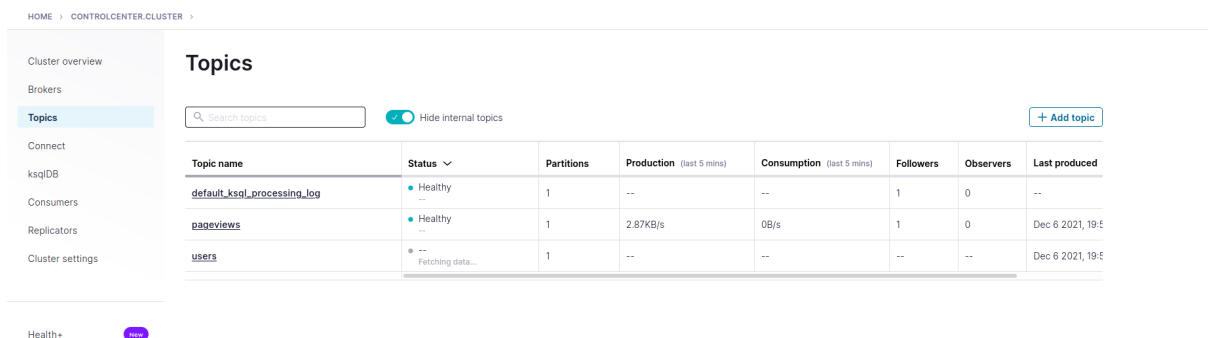 HOME > CONTROLCENTER.CLUSTER >
Cluster overview
Brokers
Topics
Connect
ksqlDB
Consumers
Replicators
Cluster settings
Health+ New
Topics
Search topics
Hide internal topics
+ Add topic
Topic name Status Partitions Production (last 5 mins) Consumption (last 5 mins) Followers Observers Last produced
default_ksql_processing_log Healthy 1 -- -- 1 0 --
--
pageviews Healthy 1 2.87KB/s 0B/s 1 0 Dec 6 2021, 19:5
--
users -- 1 -- -- -- -- Dec 6 2021, 19:5
Fetching data...